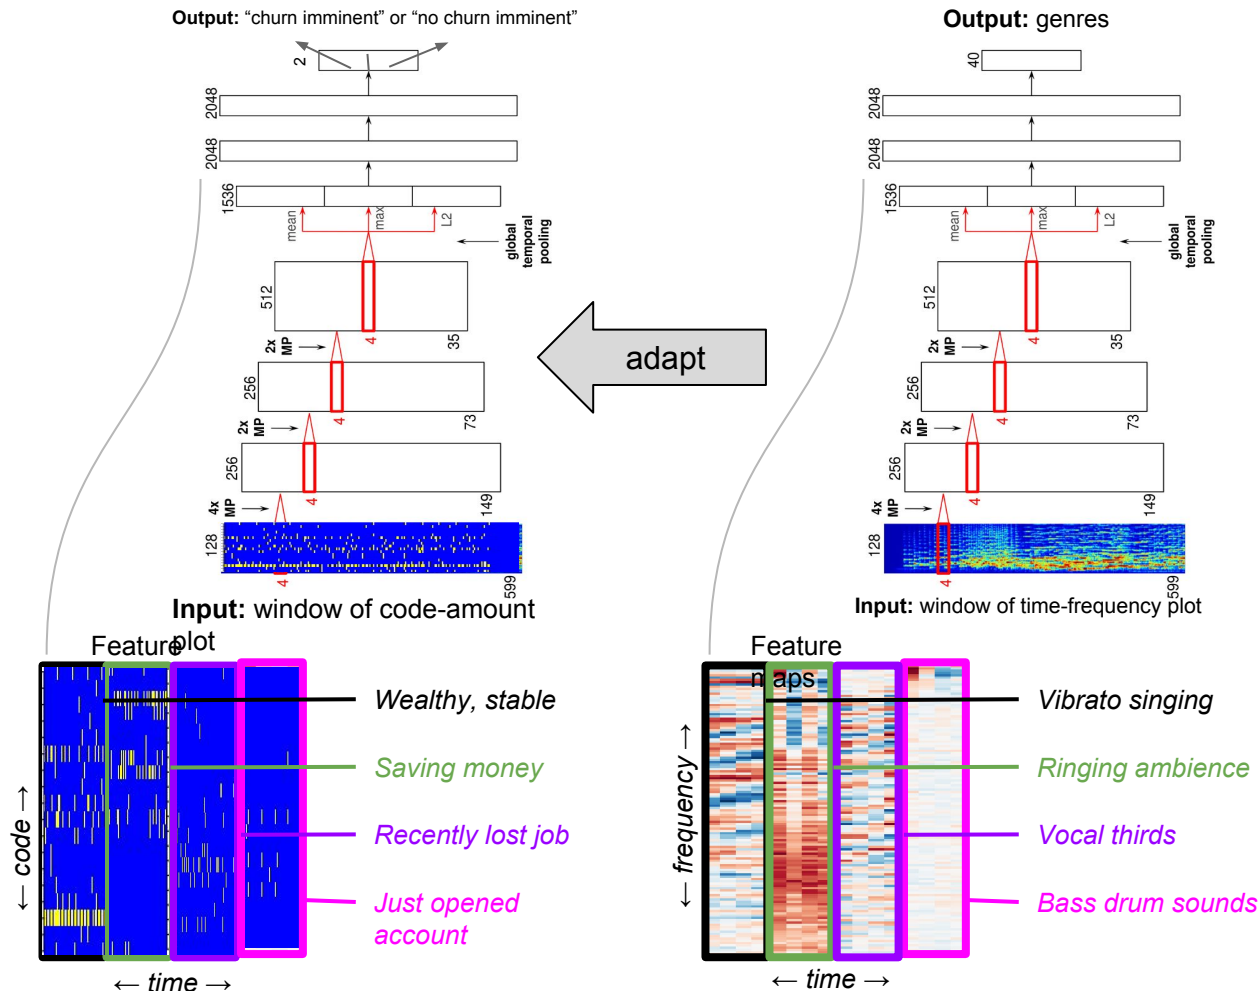 Output: “churn imminent” or “no churn imminent”
2
2048
2048
1536
mean
max
L2
global
temporal
pooling
512
4
35
2x
MP
256
4
73
2x
MP
256
4
149
4x
MP
128
4
599
Input: window of code-amount
plot
Feature
← code →
Wealthy, stable
Saving money
Recently lost job
Just opened
account
← time →
adapt
Output: genres
40
2048
2048
1536
mean
max
L2
global
temporal
pooling
512
4
35
2x
MP
256
4
73
2x
MP
256
4
149
4x
MP
128
4
599
Input: window of time-frequency plot
Feature
maps
← frequency →
Vibrato singing
Ringing ambience
Vocal thirds
Bass drum sounds
← time →